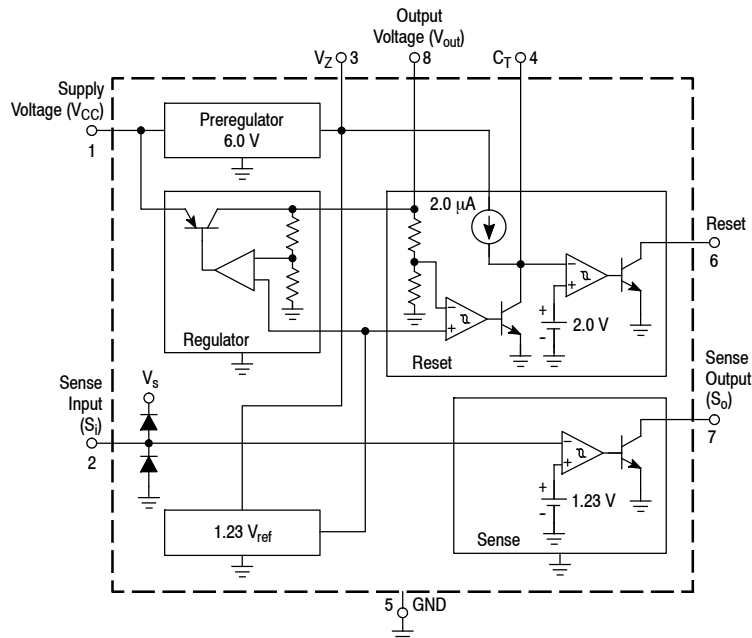 Output
Voltage (Vout)
VZ 3
8
CT 4
Supply
Voltage (VCC)
1
Preregulator
6.0 V
2.0 μA
Reset
6
+
-
2.0 V
-
+
-
+
Regulator
Reset
Sense
Input
(Si)
2
Vs
Sense
Output
(So)
7
-
+
+
-
1.23 V
1.23 Vref
Sense
5 GND